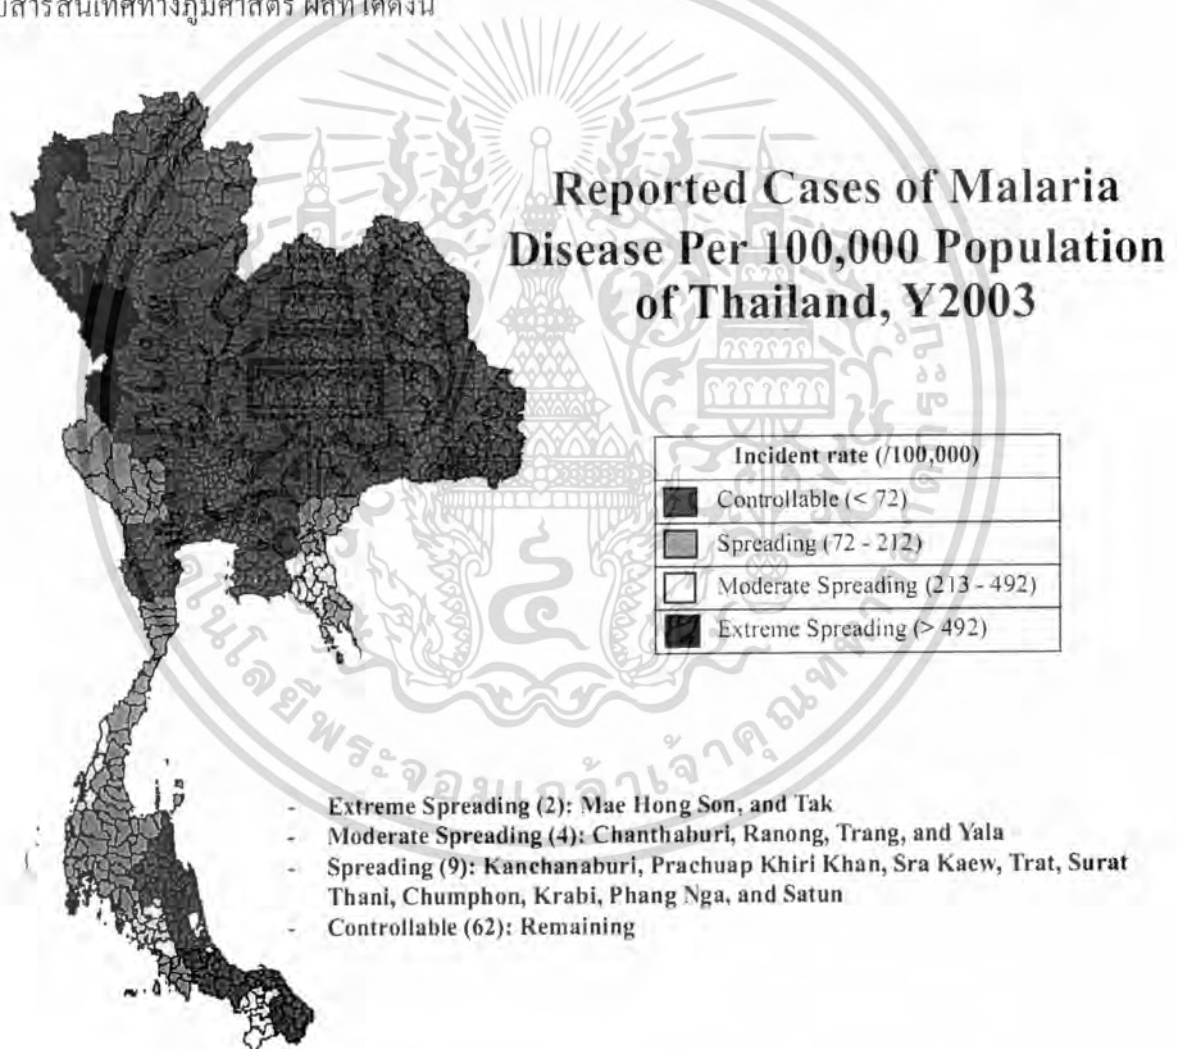 Reported Cases of Malaria
Disease Per 100,000 Population
of Thailand, Y2003
Incident rate (/100,000)
Controllable (< 72)
Spreading (72 - 212)
Moderate Spreading (213 - 492)
Extreme Spreading (> 492)
- Extreme Spreading (2): Mae Hong Son, and Tak
- Moderate Spreading (4): Chanthaburi, Ranong, Trang, and Yala
- Spreading (9): Kanchanaburi, Prachuap Khiri Khan, Sra Kaew, Trat, Surat
Thani, Chumphon, Krabi, Phang Nga, and Satun
- Controllable (62): Remaining